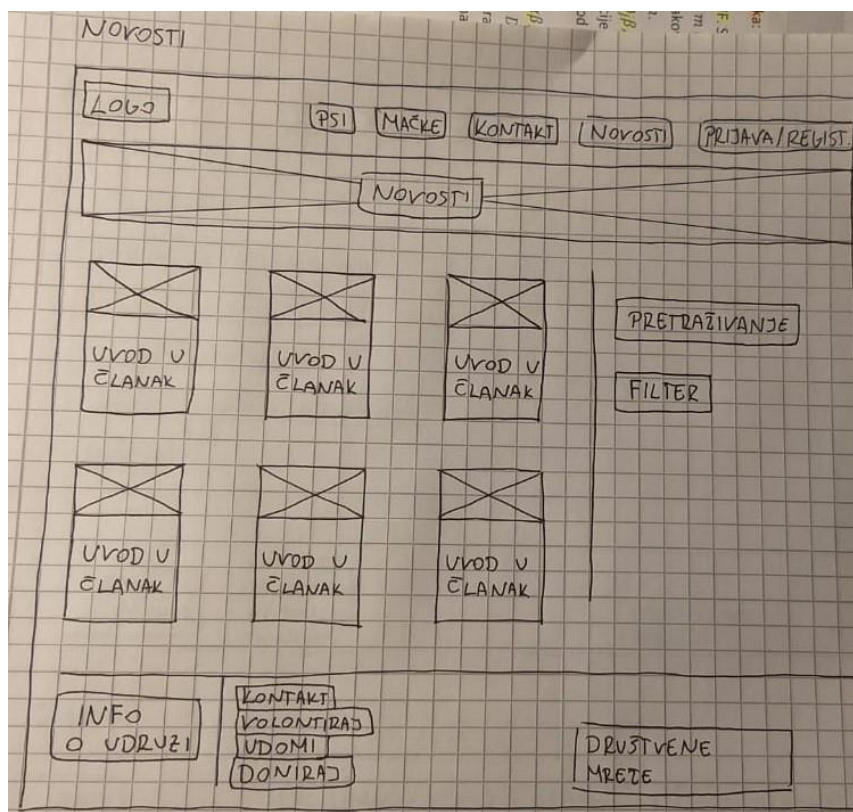 NOVOSTI
LOGO
PSI MAČKE KONTAKT NOVOSTI PRIJAVA/REGIST.
NOVOSTI
UVOD U
ČLANAK
UVOD U
ČLANAK
UVOD U
ČLANAK
PRETRAŽIVANJE
FILTER
UVOD U
ČLANAK
UVOD U
ČLANAK
UVOD U
ČLANAK
INFO
O UDRUZI
KONTAKT
VOLONTIRAJ
UDOMI
DONIRAJ
DRUŠTVENE
MREŽE